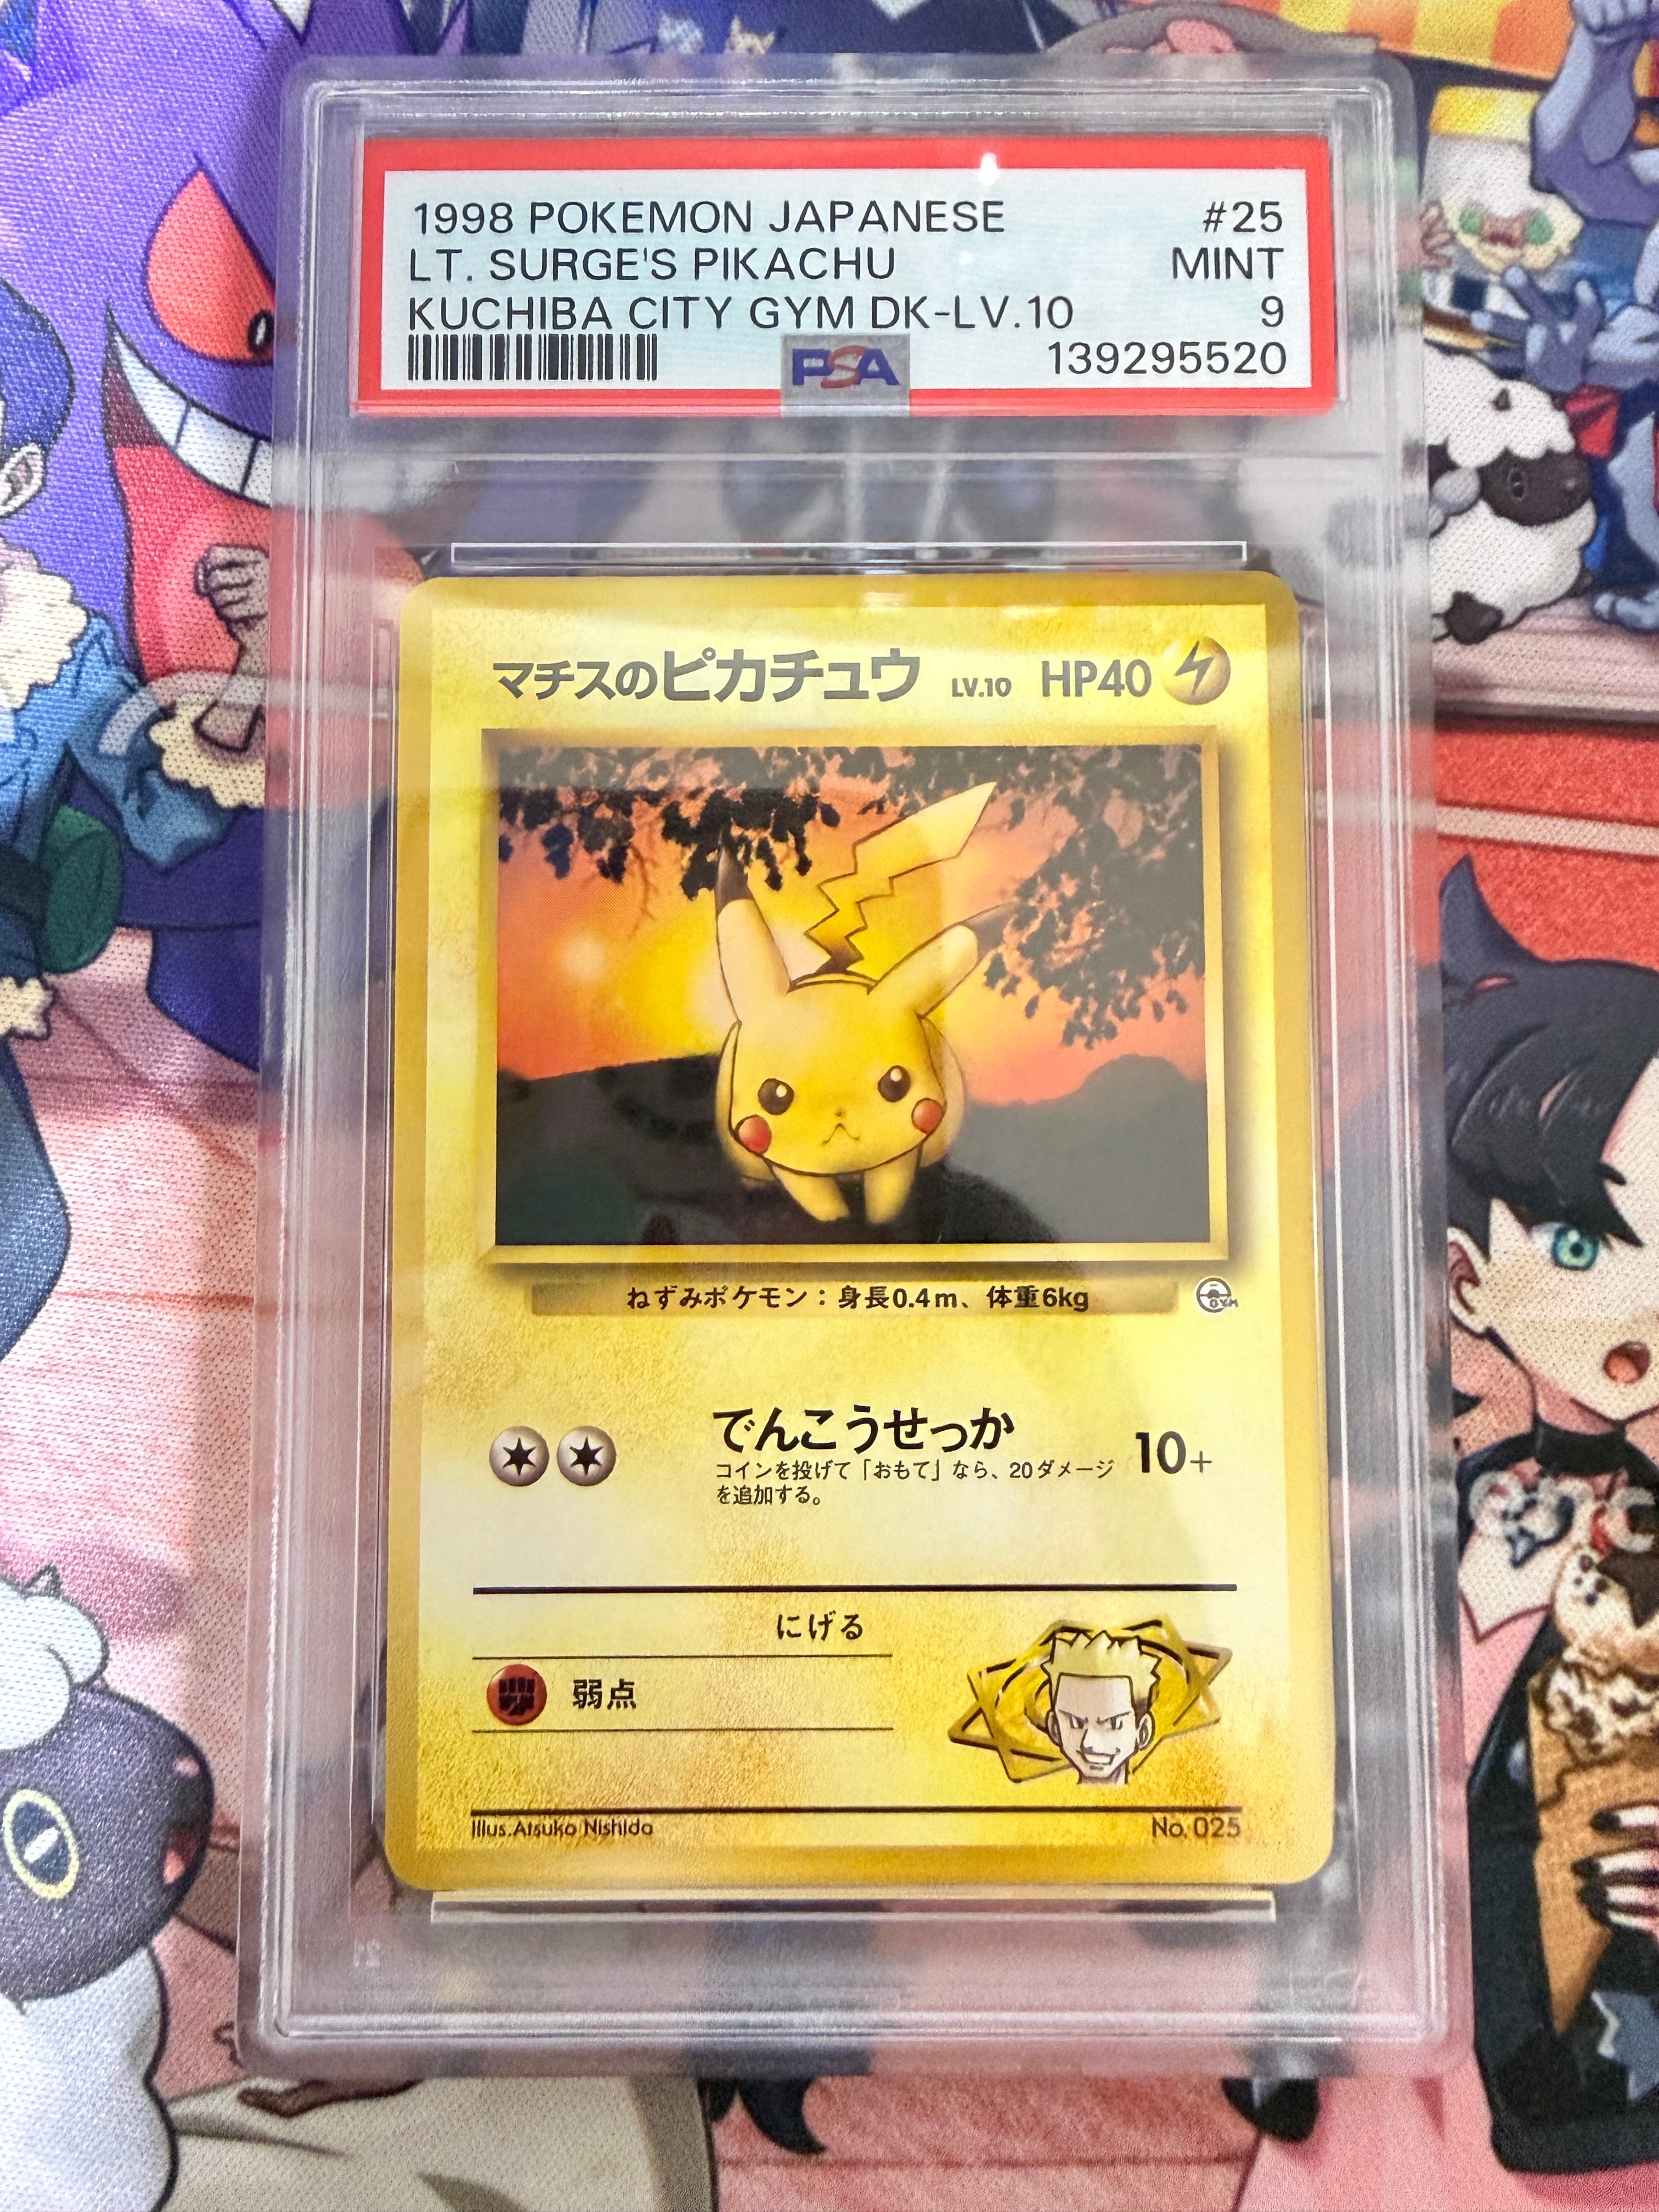 1998 POKEMON JAPANESE #25
LT. SURGE'S PIKACHU MINT
KUCHIBA CITY GYM DK-LV.10 9
PSA 139295520
マチスのピカチュウ LV.10 HP40
ねずみポケモン：身長0.4m、体重6kg
GYM
でんこうせっか 10+
コインを投げて「おもて」なら、20ダメージ
を追加する。
にげる
弱点
Illus.Atsuko Nishida No. 025
21